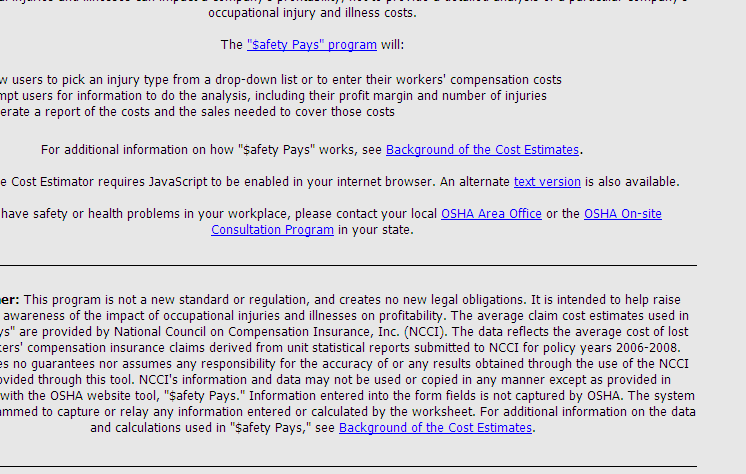 injuries and illnesses can impact a company's profitability, not to provide a detailed analysis of a particular company's
occupational injury and illness costs.
The "$afety Pays" program will:
users to pick an injury type from a drop-down list or to enter their workers' compensation costs
users for information to do the analysis, including their profit margin and number of injuries
erate a report of the costs and the sales needed to cover those costs
For additional information on how "$afety Pays" works, see Background of the Cost Estimates.
e Cost Estimator requires JavaScript to be enabled in your internet browser. An alternate text version is also available.
have safety or health problems in your workplace, please contact your local OSHA Area Office or the OSHA On-site
Consultation Program in your state.
er: This program is not a new standard or regulation, and creates no new legal obligations. It is intended to help raise
awareness of the impact of occupational injuries and illnesses on profitability. The average claim cost estimates used in
ys" are provided by National Council on Compensation Insurance, Inc. (NCCI). The data reflects the average cost of lost
ers' compensation insurance claims derived from unit statistical reports submitted to NCCI for policy years 2006-2008.
es no guarantees nor assumes any responsibility for the accuracy of or any results obtained through the use of the NCCI
ovided through this tool. NCCI's information and data may not be used or copied in any manner except as provided in
with the OSHA website tool, "$afety Pays." Information entered into the form fields is not captured by OSHA. The system
ammed to capture or relay any information entered or calculated by the worksheet. For additional information on the data
and calculations used in "$afety Pays," see Background of the Cost Estimates.